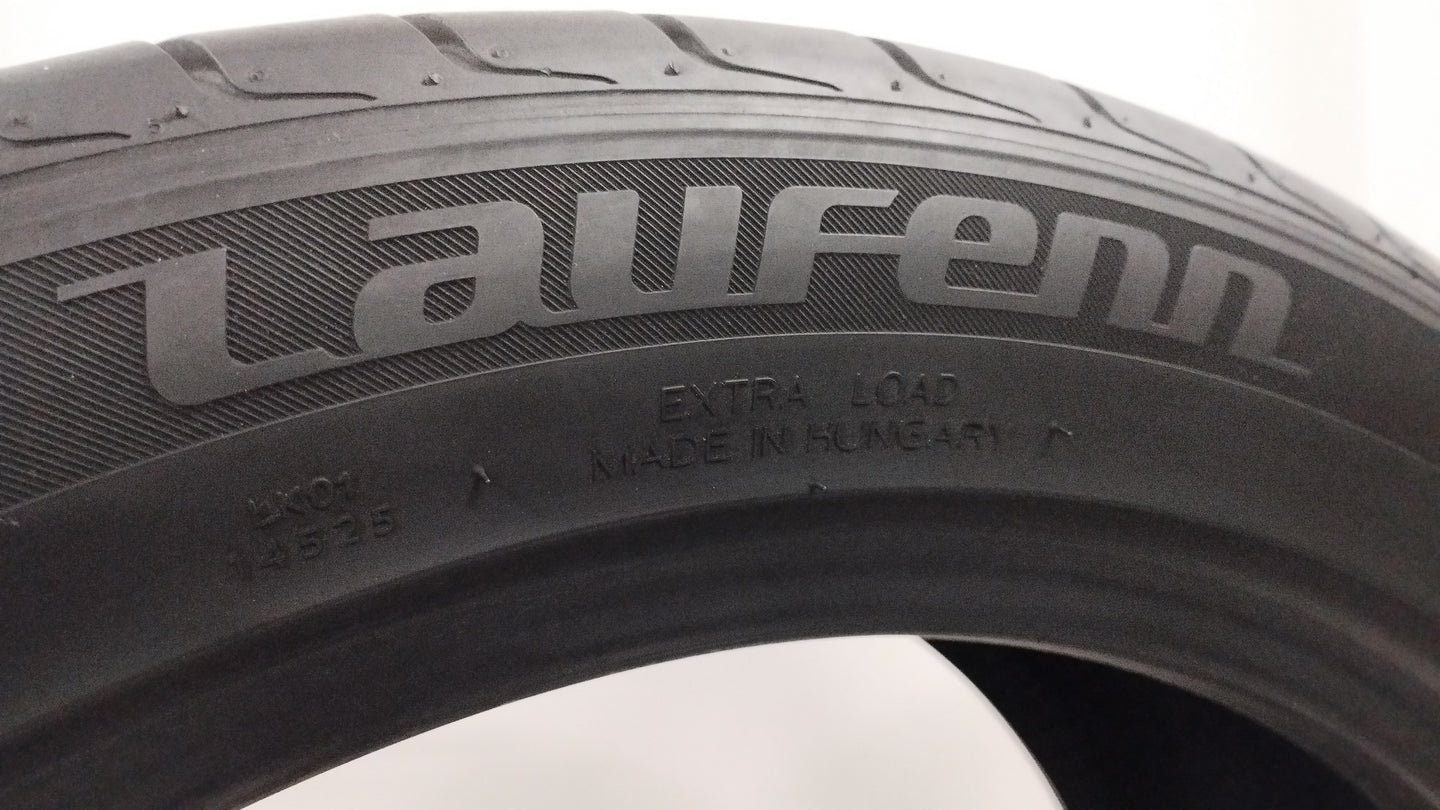 Laufenn
EXTRA LOAD
MADE IN HUNGARY
LK01
14525